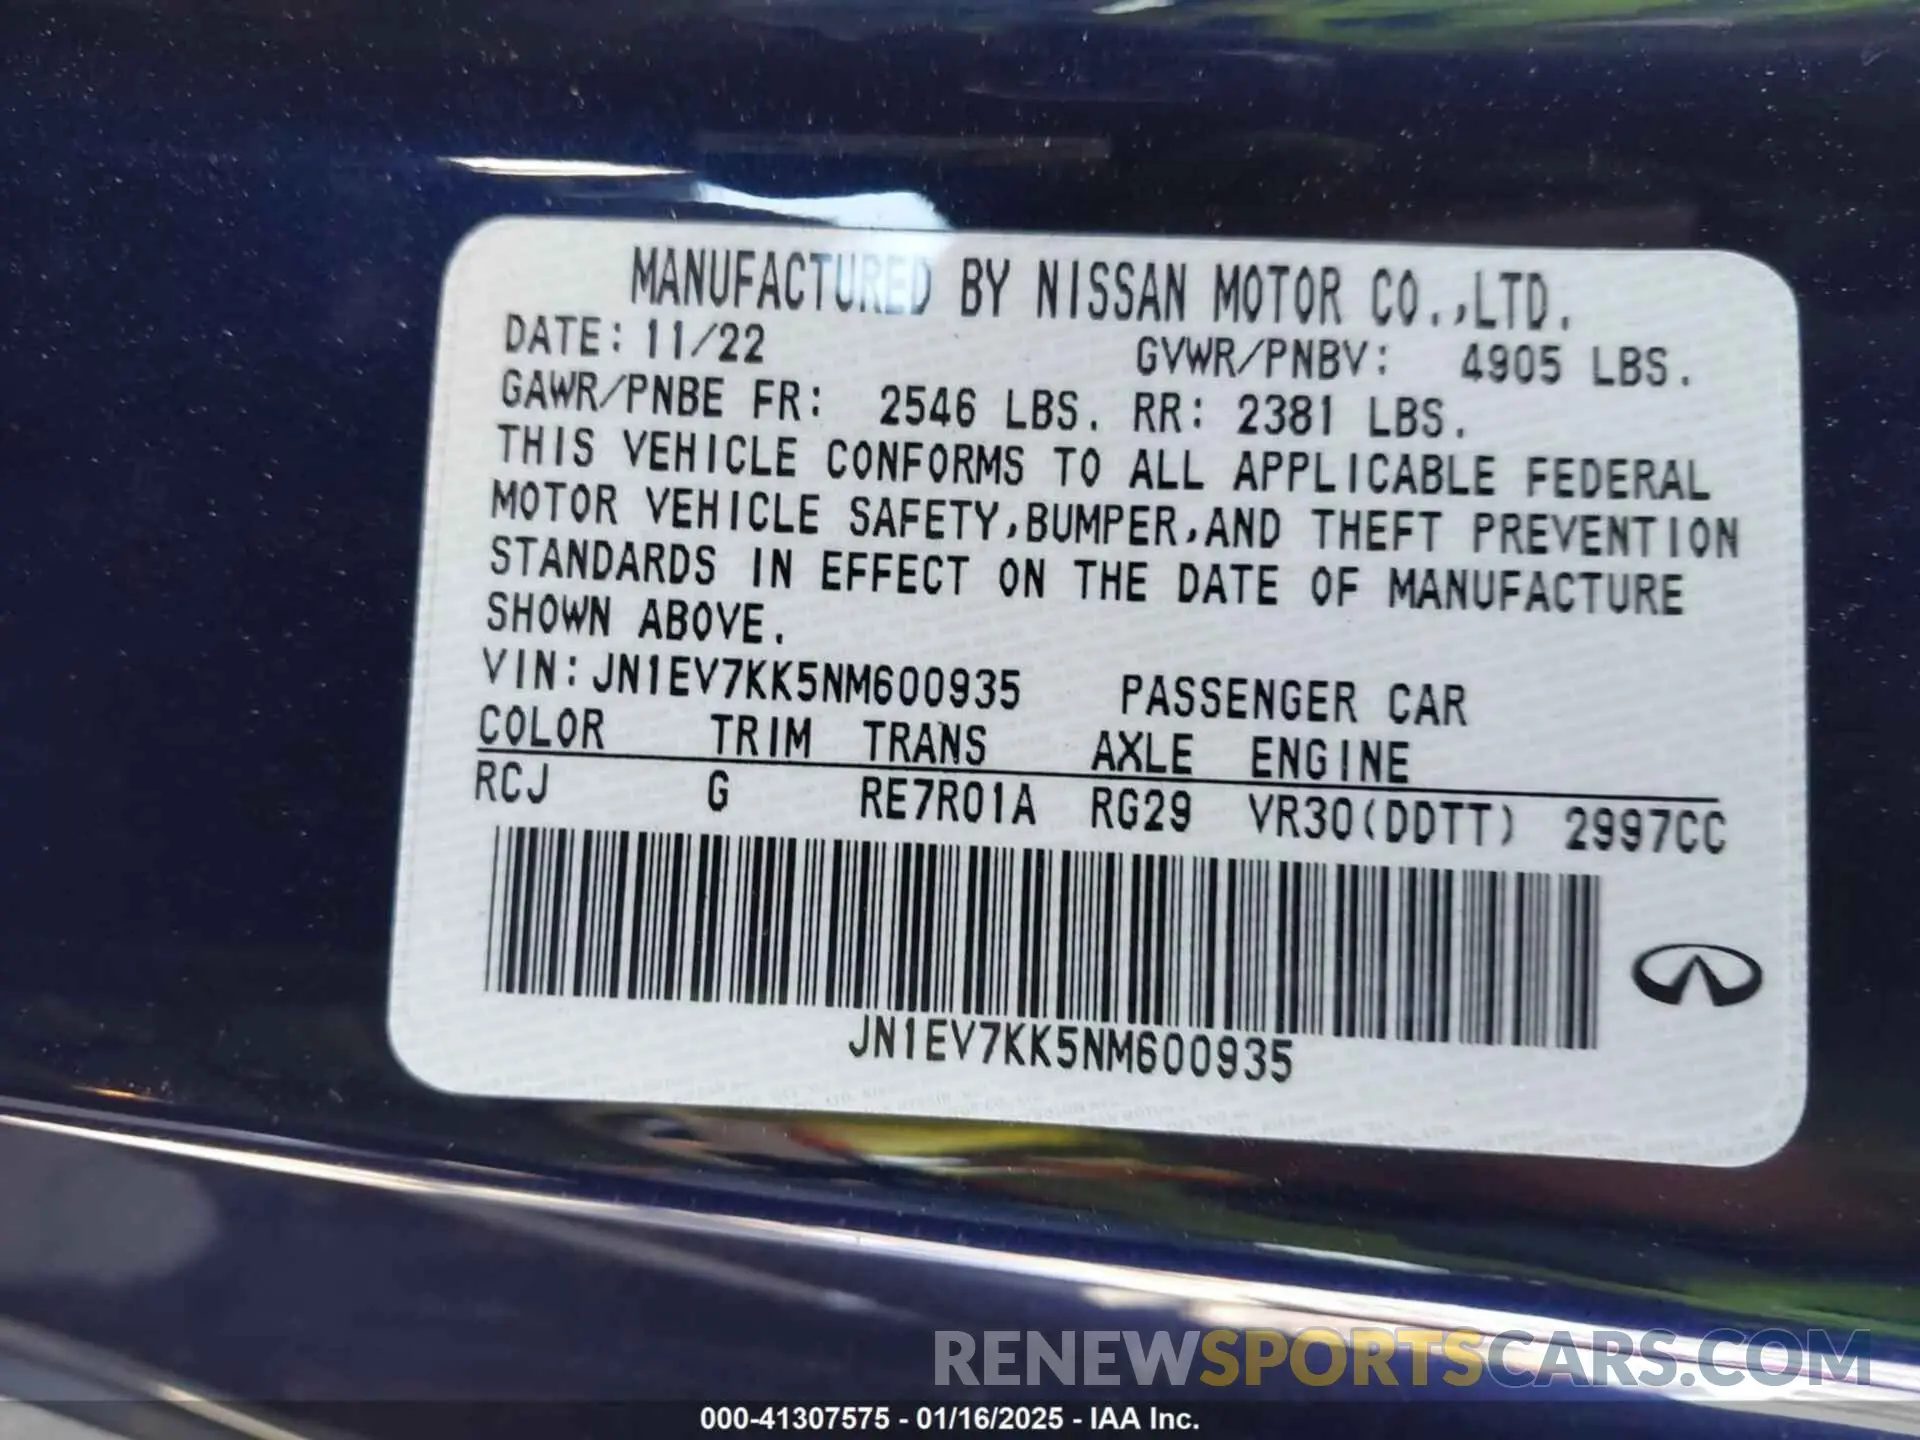 MANUFACTURED BY NISSAN MOTOR CO.,LTD.
DATE: 11/22 GVWR/PNBV: 4905 LBS.
GAWR/PNBE FR: 2546 LBS. RR: 2381 LBS.
THIS VEHICLE CONFORMS TO ALL APPLICABLE FEDERAL
MOTOR VEHICLE SAFETY,BUMPER,AND THEFT PREVENTION
STANDARDS IN EFFECT ON THE DATE OF MANUFACTURE
SHOWN ABOVE.
VIN: JN1EV7KK5NM600935 PASSENGER CAR
COLOR TRIM TRANS AXLE ENGINE
RCJ G RE7R01A RG29 VR30(DDTT) 2997CC
JN1EV7KK5NM600935
RENEWSPORTSCARS.COM
000-41307575 - 01/16/2025 - IAA Inc.